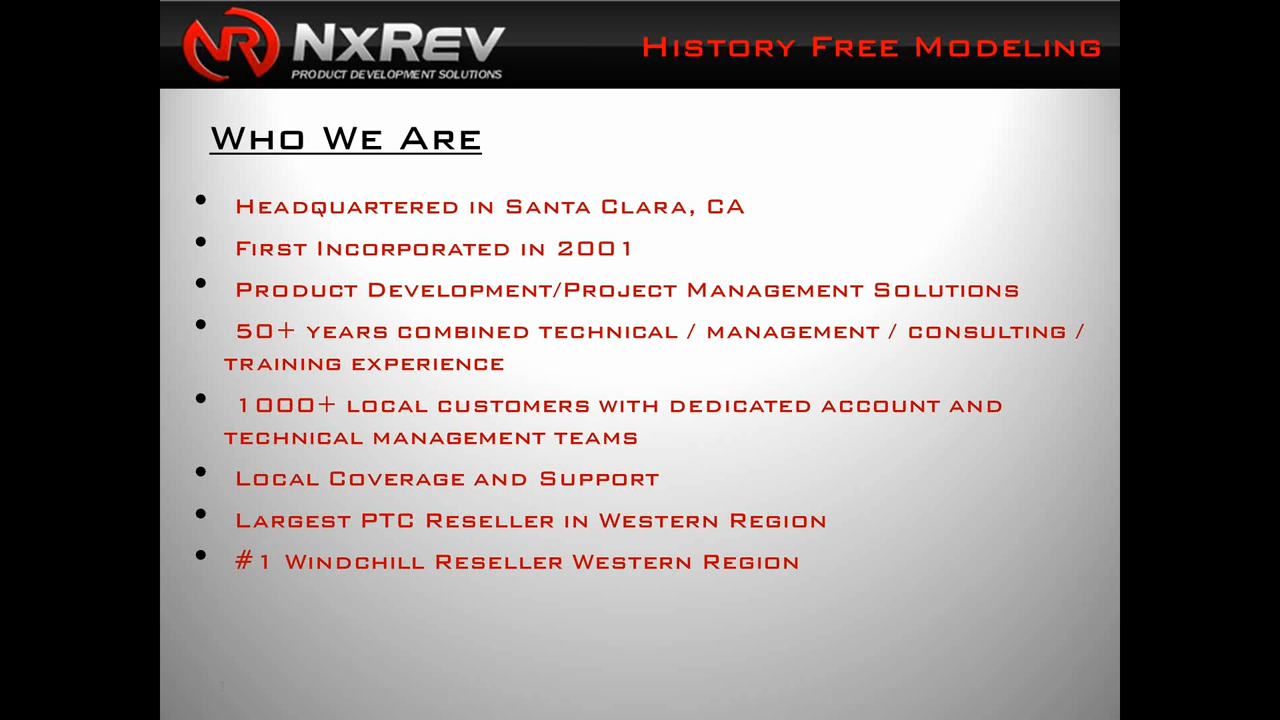 NR NxRev
PRODUCT DEVELOPMENT SOLUTIONS
History Free Modeling
Who We Are
• Headquartered in Santa Clara, CA
• First Incorporated in 2001
• Product Development/Project Management Solutions
• 50+ years combined technical / management / consulting /
training experience
• 1000+ local customers with dedicated account and
technical management teams
• Local Coverage and Support
• Largest PTC Reseller in Western Region
• #1 Windchill Reseller Western Region